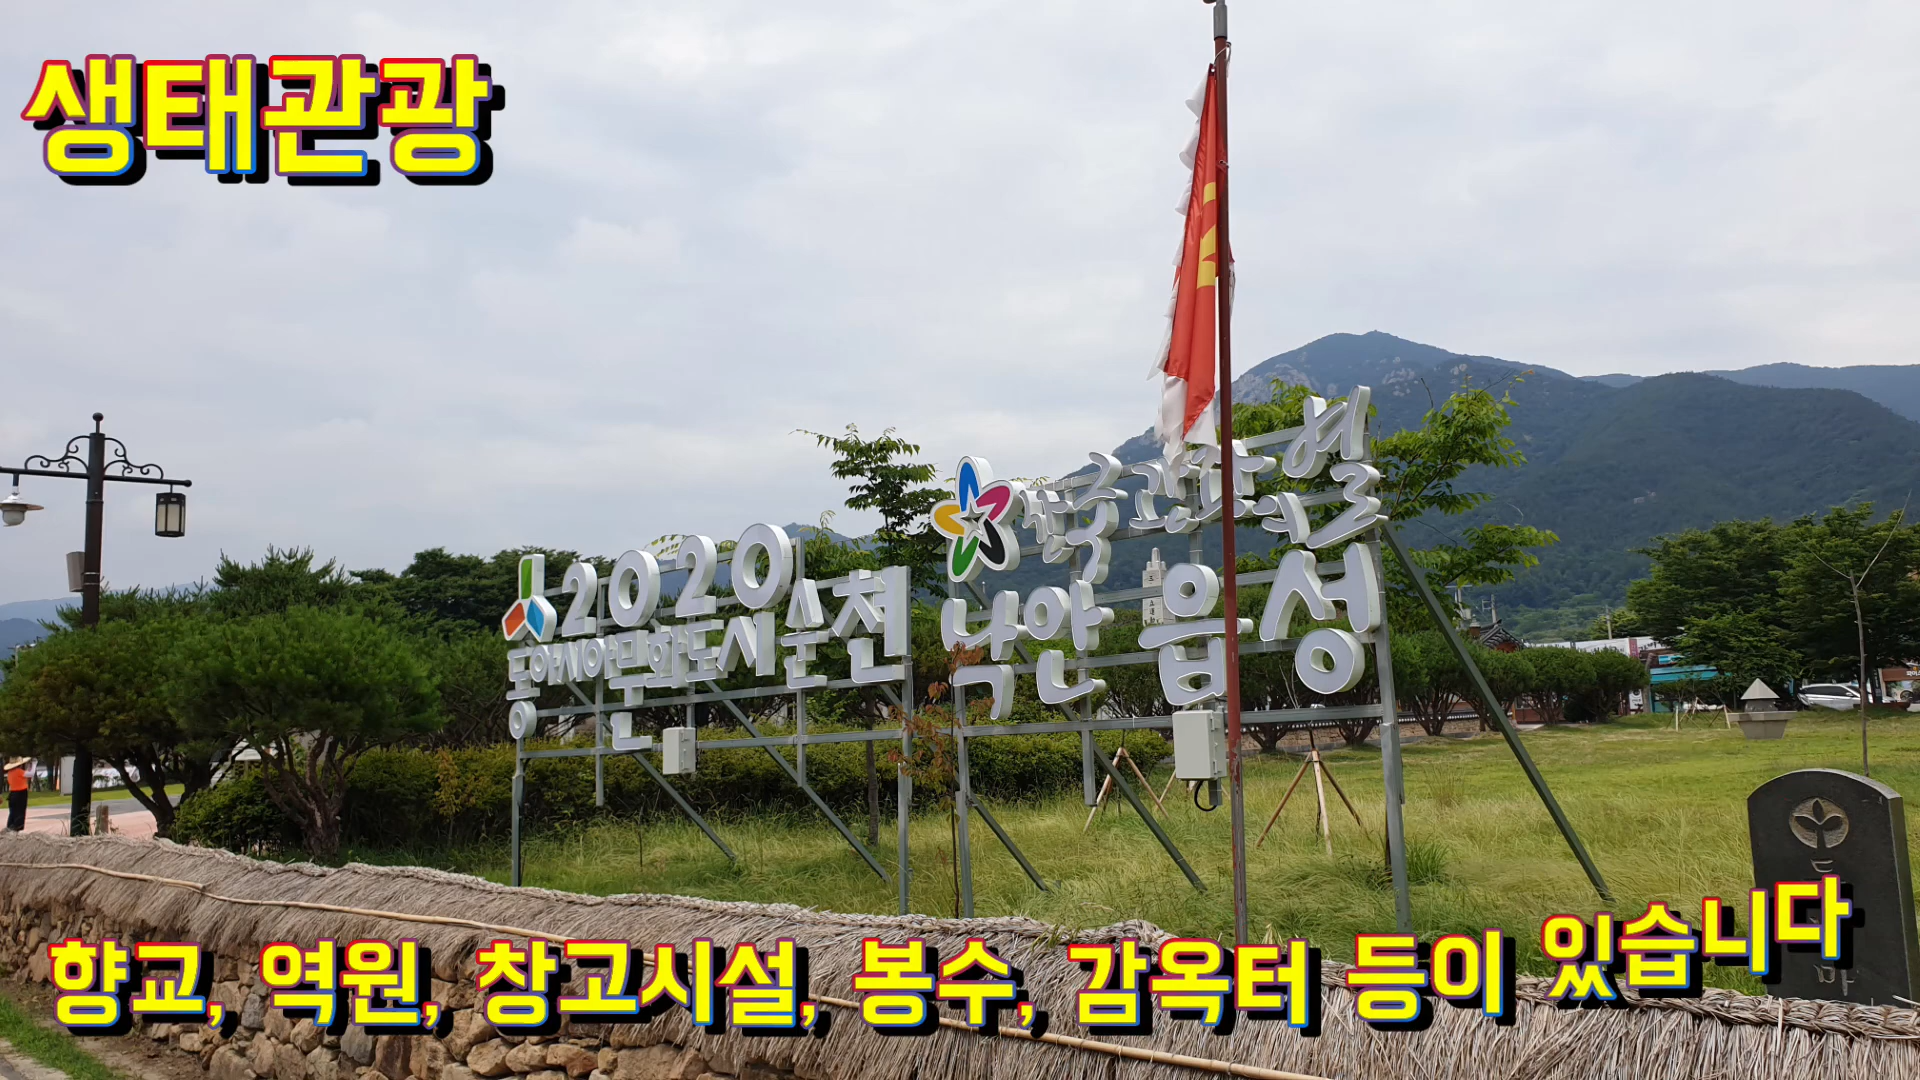 생태관광
한국관광의 별
2020
동아시아문화도시 순천
낙안읍성
향교, 역원, 창고시설, 봉수, 감옥터 등이 있습니다